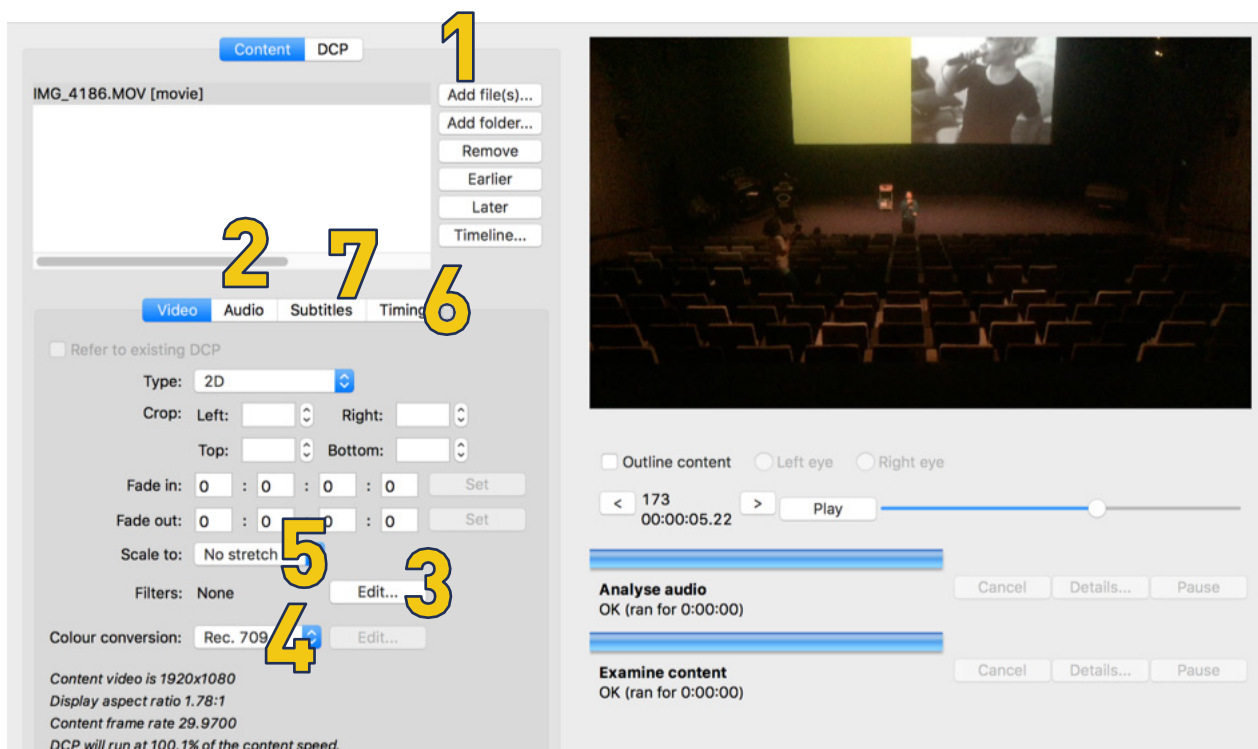 1
Content DCP
IMG_4186.MOV [movie]
Add file(s)...
Add folder...
Remove
Earlier
Later
Timeline...
2 7 6
Video Audio Subtitles Timing
Refer to existing DCP
Type: 2D
Crop: Left: Right:
Top: Bottom:
Fade in: 0 : 0 : 0 : 0 Set
Fade out: 0 : 0 : 0 : 0 Set
5
Scale to: No stretch
3
Filters: None Edit...
4
Colour conversion: Rec. 709 Edit...
Content video is 1920x1080
Display aspect ratio 1.78:1
Content frame rate 29.9700
DCP will run at 100.1% of the content speed.
Outline content Left eye Right eye
< 173 > Play
00:00:05.22
Analyse audio Cancel Details... Pause
OK (ran for 0:00:00)
Examine content Cancel Details... Pause
OK (ran for 0:00:00)